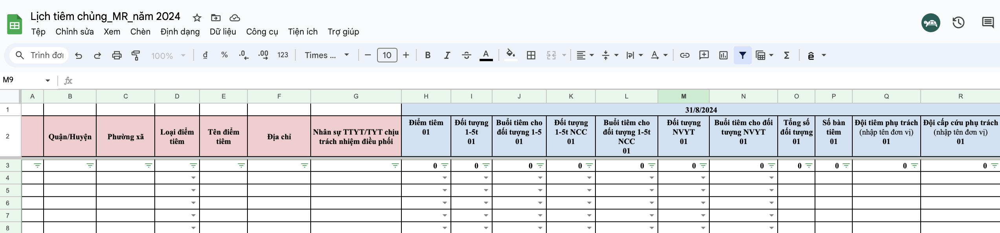 Lịch tiêm chủng_MR_năm 2024
Tệp Chỉnh sửa Xem Chèn Định dạng Dữ liệu Công cụ Tiện ích Trợ giúp
Trình đơn 100% đ % .0 .00 123 Times ... 10 B I S A A Σ ê
M9 fx
A B C D E F G H I J K L M N O P Q R
1 31/8/2024
2
Quận/Huyện
Phường xã
Loại điểm
tiêm
Tên điểm
tiêm
Địa chỉ
Nhân sự TTYT/TYT chịu
trách nhiệm điều phối
Điểm tiêm
01
Đối tượng
1-5t
01
Buổi tiêm cho
đối tượng 1-5
01
Đối tượng
1-5t NCC
01
Buổi tiêm cho
đối tượng 1-5t
NCC
01
Đối tượng
NVYT
01
Buổi tiêm cho đối
tượng NVYT
01
Tổng số
đối tượng
01
Số bàn
tiêm
01
Đội tiêm phụ trách
(nhập tên đơn vị)
01
Đội cấp cứu phụ trách
(nhập tên đơn vị)
01
3 0 0 0 0 0 0 0 0 0 0 0
4
5
6
7
8